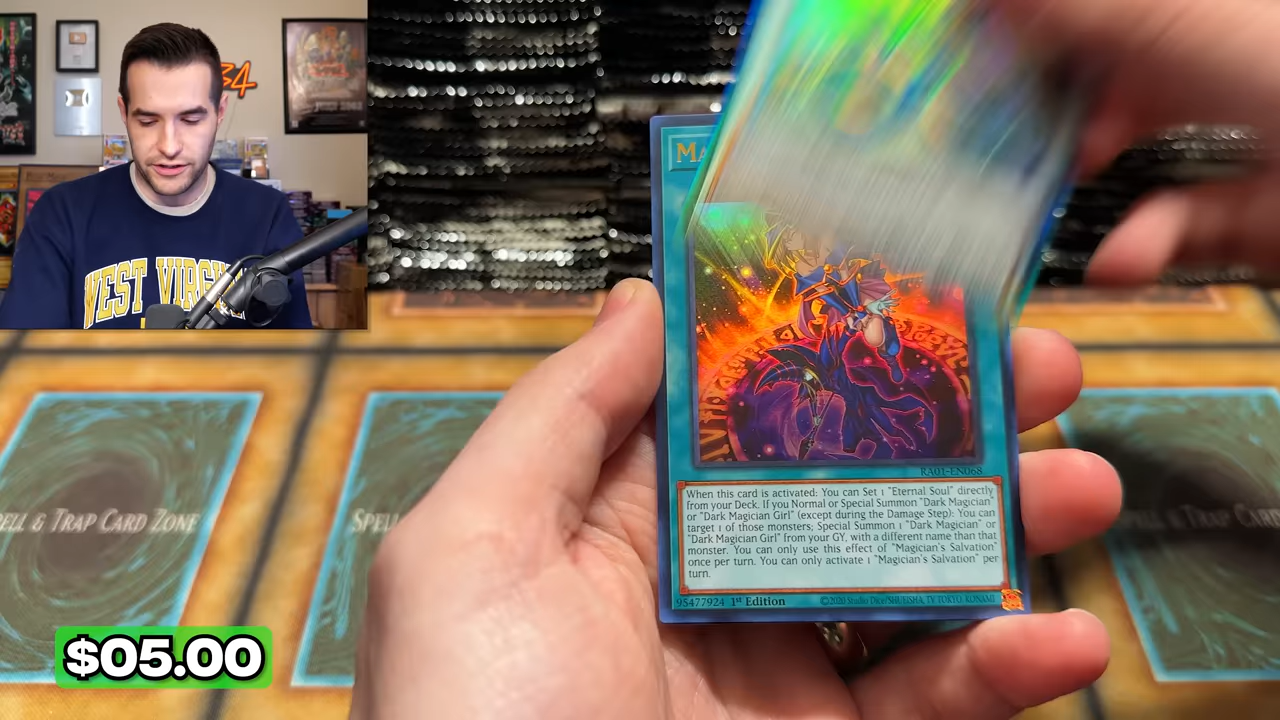 34
WEST
MA
RA01-EN068
When this card is activated: You can Set 1 "Eternal Soul" directly
from your Deck. If you Normal or Special Summon "Dark Magician"
or "Dark Magician Girl" (except during the Damage Step): You can
target 1 of those monsters; Special Summon 1 "Dark Magician" or
"Dark Magician Girl" from your GY, with a different name than that
monster. You can only use this effect of "Magician's Salvation"
once per turn. You can only activate 1 "Magician's Salvation" per
turn.
95477924 1st Edition ©2020 Studio Dice/SHUEISHA, TV TOKYO, KONAMI
SPELL & TRAP CARD ZONE
$05.00